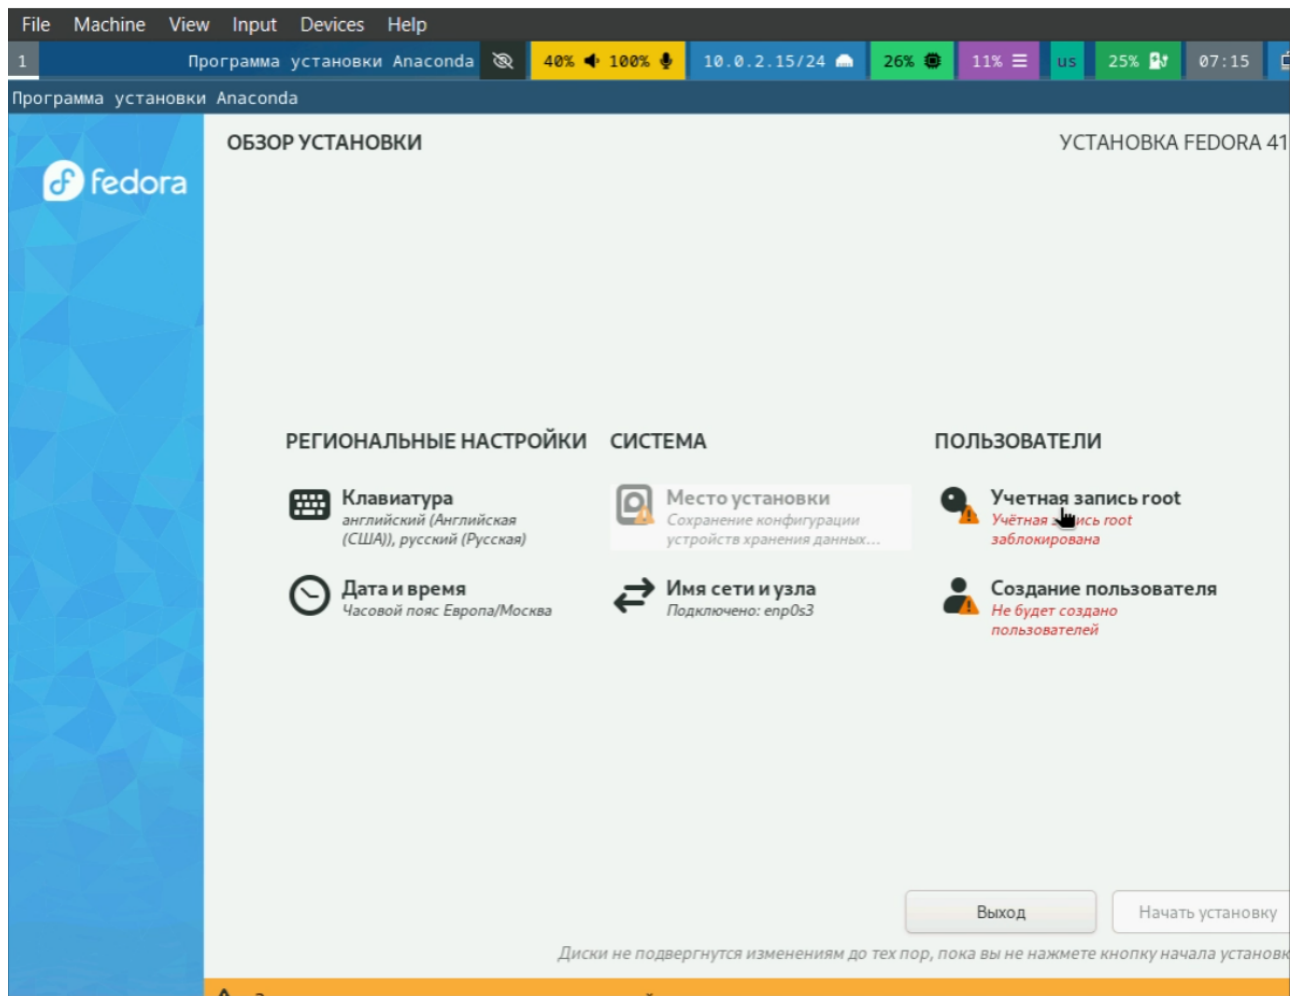 File Machine View Input Devices Help
1 Программа установки Anaconda 40% 100% 10.0.2.15/24 26% 11% us 25% 07:15
Программа установки Anaconda
fedora
ОБЗОР УСТАНОВКИ
УСТАНОВКА FEDORA 41
РЕГИОНАЛЬНЫЕ НАСТРОЙКИ
Клавиатура
английский (Английская
(США)), русский (Русская)
Дата и время
Часовой пояс Европа/Москва
СИСТЕМА
Место установки
Сохранение конфигурации
устройств хранения данных...
Имя сети и узла
Подключено: enp0s3
ПОЛЬЗОВАТЕЛИ
Учетная запись root
Учётная запись root
заблокирована
Создание пользователя
Не будет создано
пользователей
Выход
Начать установку
Диски не подвергнутся изменениям до тех пор, пока вы не нажмете кнопку начала